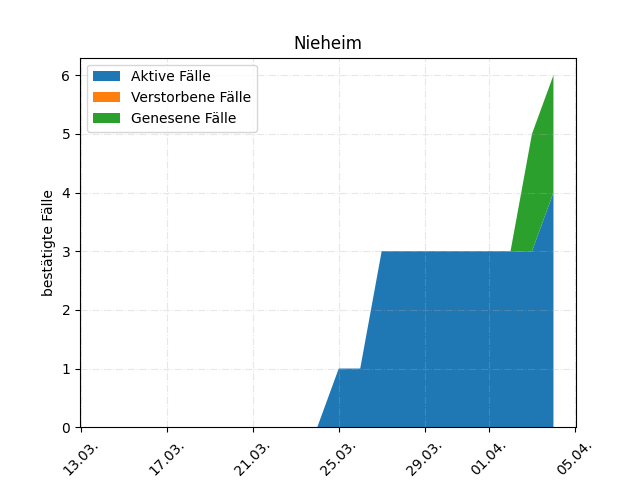 Nieheim
Aktive Fälle
Verstorbene Fälle
Genesene Fälle
bestätigte Fälle
6
5
4
3
2
1
0
13.03.
17.03.
21.03.
25.03.
29.03.
01.04.
05.04.